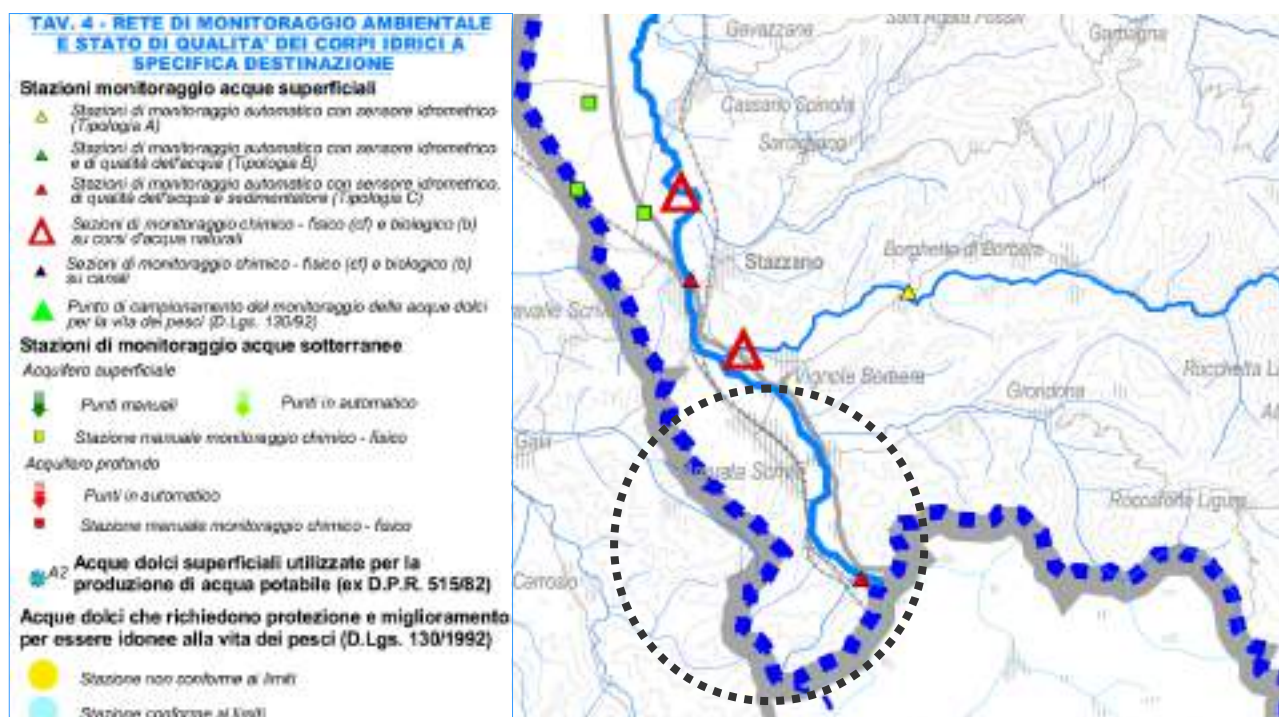 TAV. 4 - RETE DI MONITORAGGIO AMBIENTALE
E STATO DI QUALITA' DEI CORPI IDRICI A
SPECIFICA DESTINAZIONE
Stazioni monitoraggio acque superficiali
Stazioni di monitoraggio automatico con sensore idrometrico
(Tipologia A)
Stazioni di monitoraggio automatico con sensore idrometrico
e di qualità dell'acqua (Tipologia B)
Stazioni di monitoraggio automatico con sensore idrometrico,
di qualità dell'acqua e sedimentatore (Tipologia C)
Sezioni di monitoraggio chimico - fisico (cf) e biologico (b)
su corsi d'acqua naturali
Sezioni di monitoraggio chimico - fisico (cf) e biologico (b)
su canali
Punto di campionamento del monitoraggio delle acque dolci
per la vita dei pesci (D.Lgs. 130/92)
Stazioni di monitoraggio acque sotterranee
Acquifero superficiale
Punti manuali
Punti in automatico
Stazione manuale monitoraggio chimico - fisico
Acquifero profondo
Punti in automatico
Stazione manuale monitoraggio chimico - fisico
A2 Acque dolci superficiali utilizzate per la
produzione di acqua potabile (ex D.P.R. 515/82)
Acque dolci che richiedono protezione e miglioramento
per essere idonee alla vita dei pesci (D.Lgs. 130/1992)
Stazione non conforme ai limiti
Stazione conforme ai limiti
Gavazzana
Sant'Agata Fossili
Garbagna
Cassano Spinola
Sardigliano
Borghetto di Borbera
Stazzano
Vignole Borbera
Rocchetta
Grondona
Gavi
Scrivia
Roccaforte Ligure
Carrosio